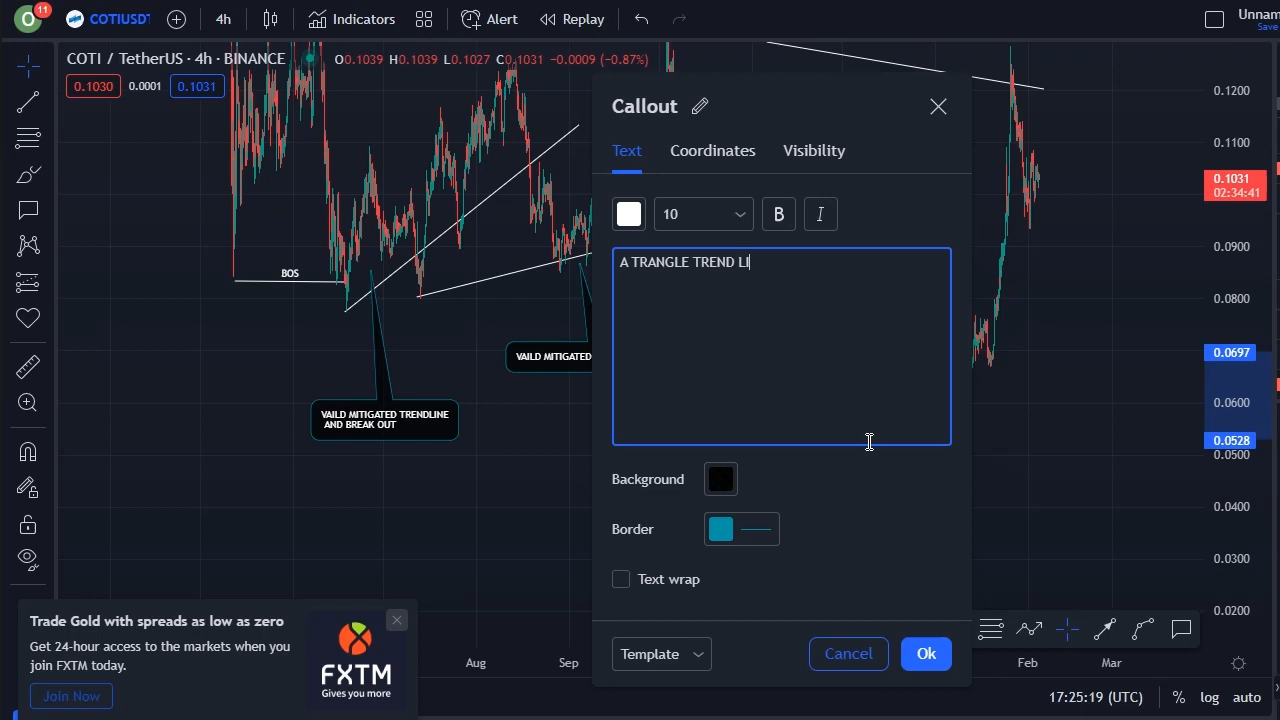 O
11
COTIUSDT
4h
Indicators
Alert
Replay
Unnam
Save
COTI / TetherUS · 4h · BINANCE
O0.1039 H0.1039 L0.1027 C0.1031 −0.0009 (−0.87%)
0.1030
0.0001
0.1031
Callout
Text
Coordinates
Visibility
10
B
I
A TRANGLE TREND LI
Background
Border
Text wrap
Template
Cancel
Ok
BOS
VAILD MITIGATED
VAILD MITIGATED TRENDLINE
AND BREAK OUT
0.1200
0.1100
0.1031
02:34:41
0.0900
0.0800
0.0697
0.0600
0.0528
0.0500
0.0400
0.0300
0.0200
Trade Gold with spreads as low as zero
Get 24-hour access to the markets when you
join FXTM today.
Join Now
FXTM
Gives you more
Aug
Sep
Feb
Mar
17:25:19 (UTC)
%
log
auto